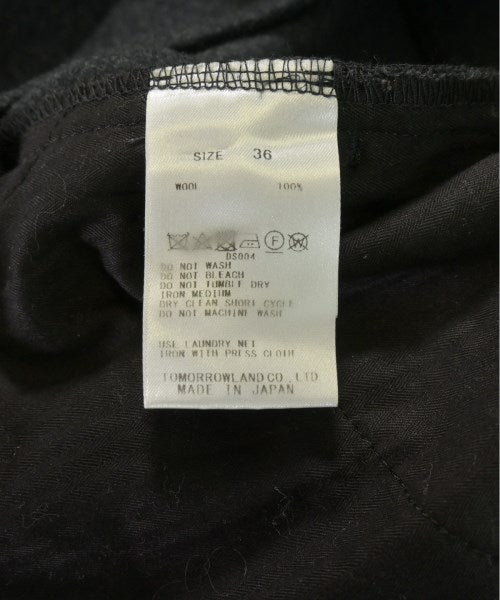 SIZE 36
WOOL 100%
F W
DS004
DO NOT WASH
DO NOT BLEACH
DO NOT TUMBLE DRY
IRON MEDIUM
DRY CLEAN SHORT CYCLE
DO NOT MACHINE WASH
USE LAUNDRY NET
IRON WITH PRESS CLOTH
TOMORROWLAND CO., LTD
MADE IN JAPAN